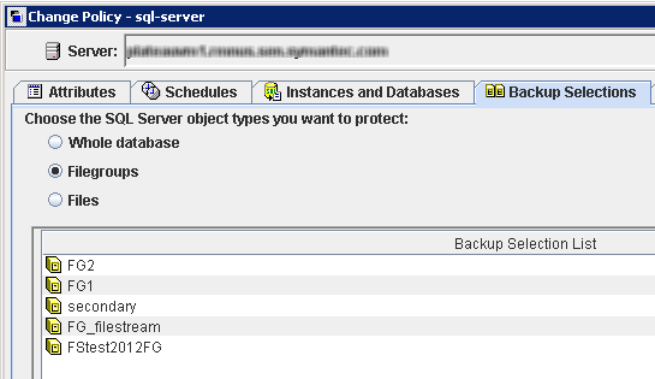 Change Policy - sql-server
Server:
Attributes Schedules Instances and Databases Backup Selections
Choose the SQL Server object types you want to protect:
Whole database
Filegroups
Files
Backup Selection List
FG2
FG1
secondary
FG_filestream
FStest2012FG